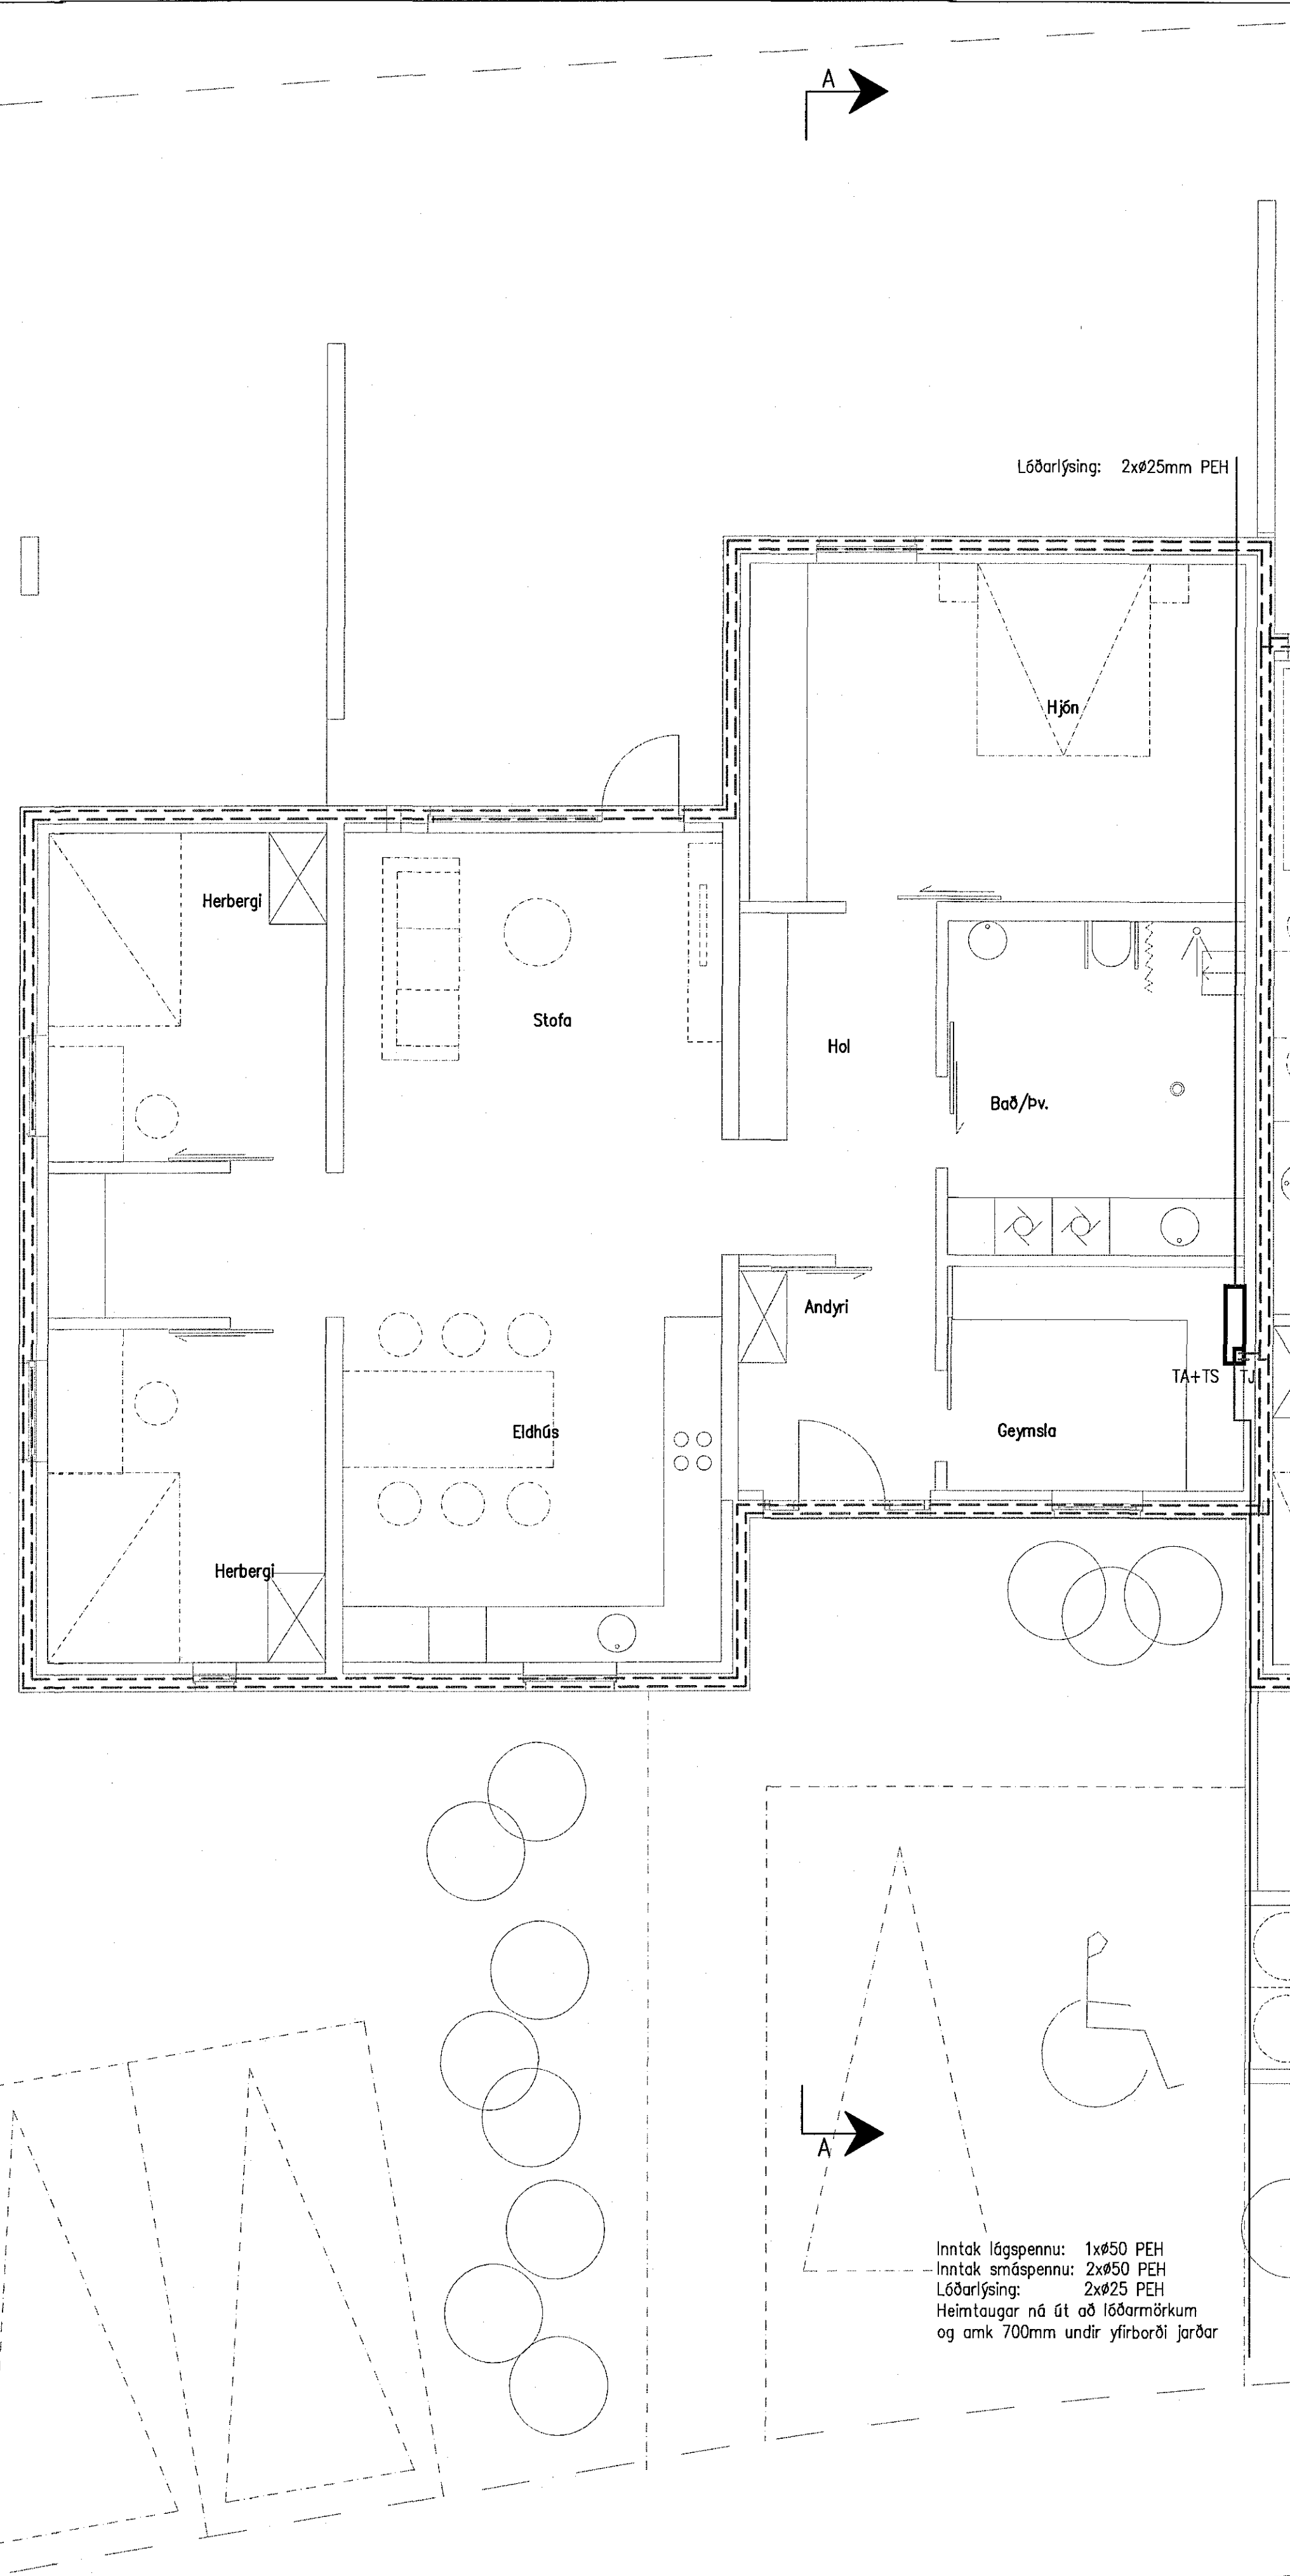 A
Lóðarlýsing: 2xø25mm PEH
Hjón
Herbergi
Stofa
Hol
Bað/Þv.
Andyri
TA+TS TJ
Eldhús
Geymsla
Herbergi
A
Inntak lágspennu: 1xø50 PEH
Inntak smáspennu: 2xø50 PEH
Lóðarlýsing: 2xø25 PEH
Heimtaugar ná út að lóðarmörkum
og amk 700mm undir yfirborði jarðar